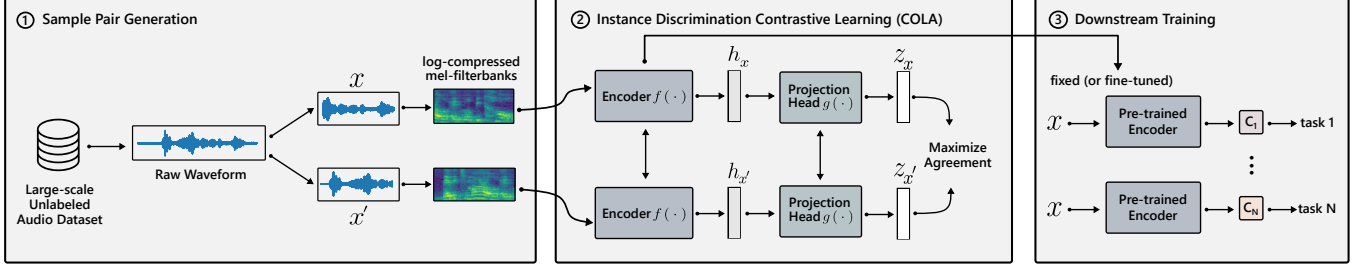 ① Sample Pair Generation
x
log-compressed
mel-filterbanks
Raw Waveform
Large-scale
Unlabeled
Audio Dataset
x′
② Instance Discrimination Contrastive Learning (COLA)
h_x
z_x
Encoder f(·)
Projection
Head g(·)
Maximize
Agreement
h_x′
z_x′
Encoder f(·)
Projection
Head g(·)
③ Downstream Training
fixed (or fine-tuned)
x
Pre-trained
Encoder
C₁
task 1
⋮
x
Pre-trained
Encoder
C_N
task N